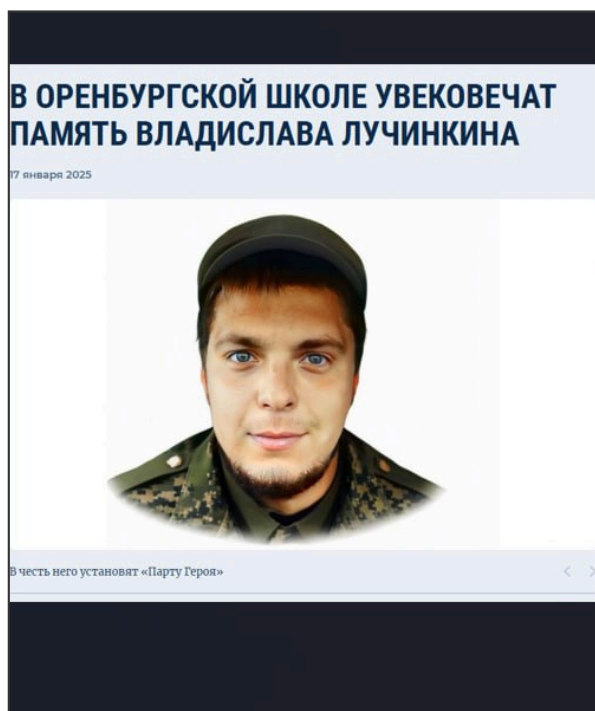 В ОРЕНБУРГСКОЙ ШКОЛЕ УВЕКОВЕЧАТ
ПАМЯТЬ ВЛАДИСЛАВА ЛУЧИНКИНА
17 января 2025
В честь него установят «Парту Героя»